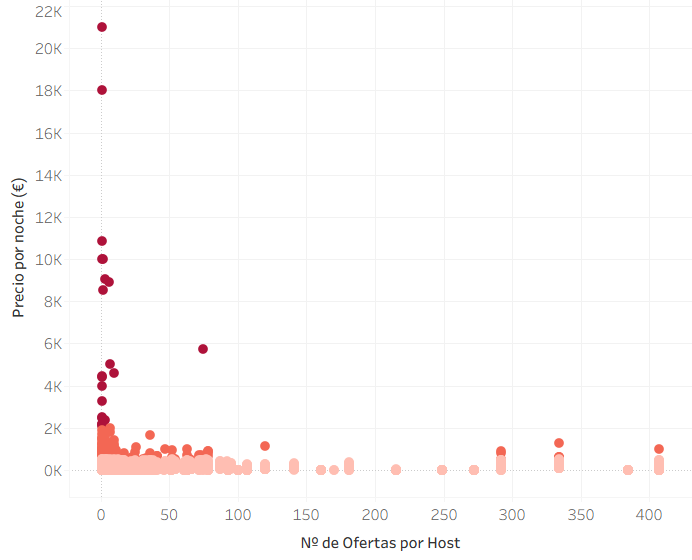 22K
20K
18K
16K
14K
12K
10K
8K
6K
4K
2K
0K
Precio por noche (€)
0 50 100 150 200 250 300 350 400
Nº de Ofertas por Host